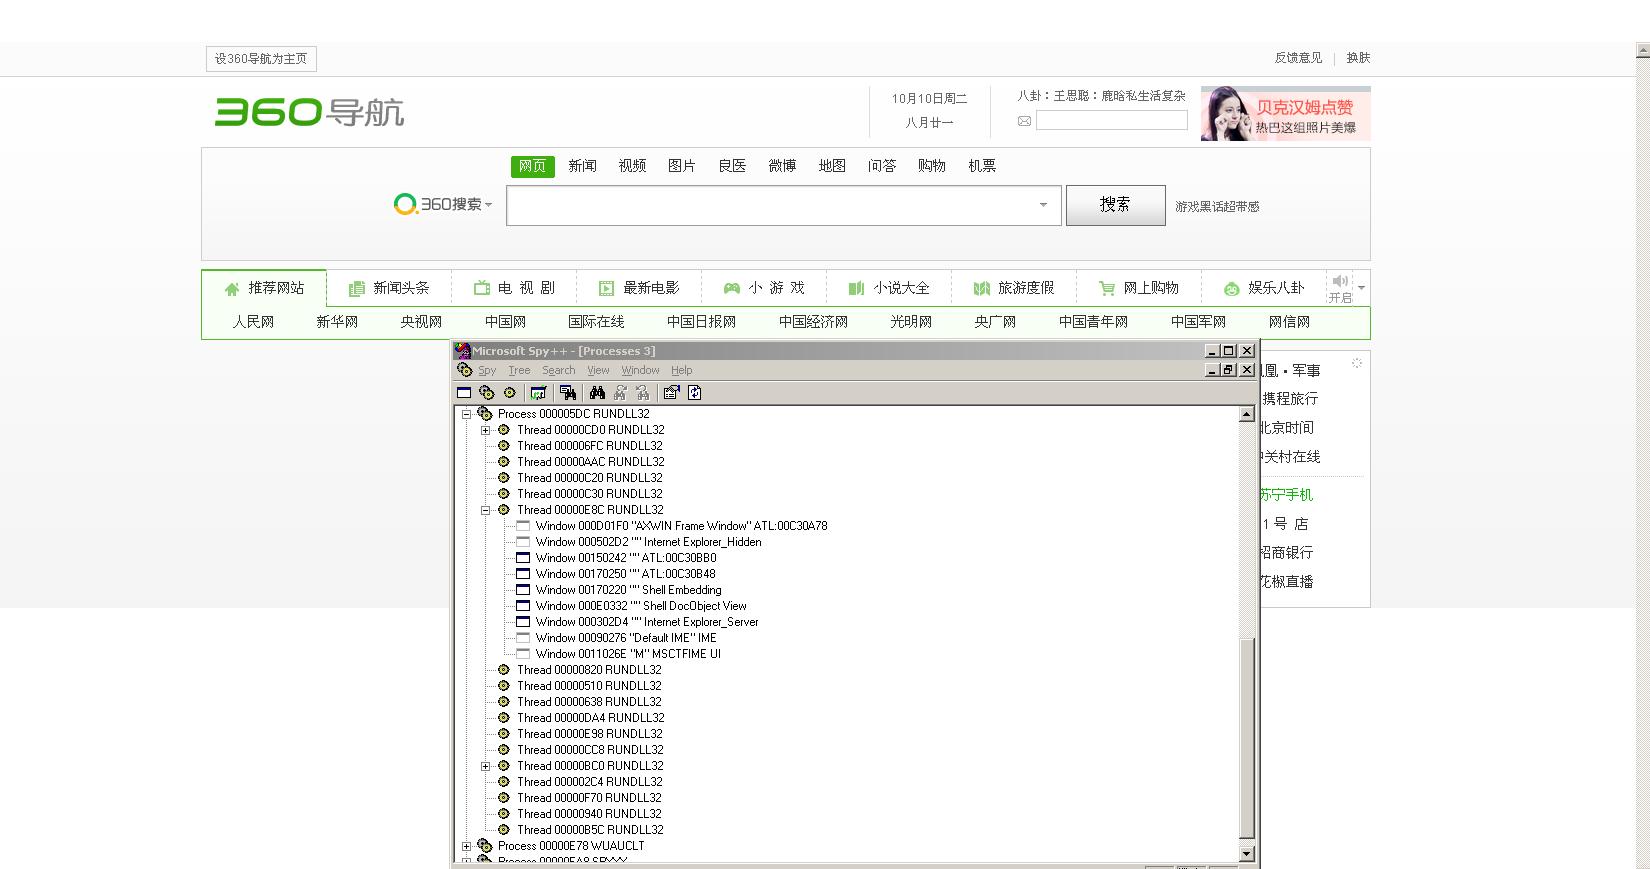 设360导航为主页
反馈意见 | 换肤
360导航
10月10日周二
八月廿一
八卦：王思聪：鹿晗私生活复杂
贝克汉姆点赞
热巴这组照片美爆
网页 新闻 视频 图片 良医 微博 地图 问答 购物 机票
360搜索
搜索
游戏黑话超带感
推荐网站 新闻头条 电 视 剧 最新电影 小 游 戏 小说大全 旅游度假 网上购物 娱乐八卦 开启
人民网 新华网 央视网 中国网 国际在线 中国日报网 中国经济网 光明网 央广网 中国青年网 中国军网 网信网
Microsoft Spy++ - [Processes 3]
Spy Tree Search View Window Help
Process 000005DC RUNDLL32
Thread 00000CD0 RUNDLL32
Thread 000006FC RUNDLL32
Thread 00000AAC RUNDLL32
Thread 00000C20 RUNDLL32
Thread 00000C30 RUNDLL32
Thread 00000E8C RUNDLL32
Window 000D01F0 "AXWIN Frame Window" ATL:00C30A78
Window 000502D2 "" Internet Explorer_Hidden
Window 00150242 "" ATL:00C30BB0
Window 00170250 "" ATL:00C30B48
Window 00170220 "" Shell Embedding
Window 000E0332 "" Shell DocObject View
Window 000302D4 "" Internet Explorer_Server
Window 00090276 "Default IME" IME
Window 0011026E "M" MSCTFIME UI
Thread 00000820 RUNDLL32
Thread 00000510 RUNDLL32
Thread 00000638 RUNDLL32
Thread 00000DA4 RUNDLL32
Thread 00000E98 RUNDLL32
Thread 00000CC8 RUNDLL32
Thread 00000BC0 RUNDLL32
Thread 000002C4 RUNDLL32
Thread 00000F70 RUNDLL32
Thread 00000940 RUNDLL32
Thread 00000B5C RUNDLL32
Process 00000E78 WUAUCLT
凰·军事
携程旅行
北京时间
关村在线
苏宁手机
1 号 店
招商银行
花椒直播